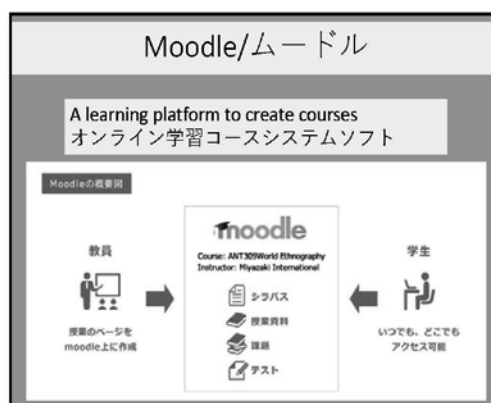 Moodle/ムードル
A learning platform to create courses
オンライン学習コースシステムソフト
Moodleの概要図
教員
授業のページを
moodle上に作成
moodle
Course: ANT309World Ethnography
Instructor: Miyazaki International
シラバス
授業資料
課題
テスト
学生
いつでも、どこでも
アクセス可能